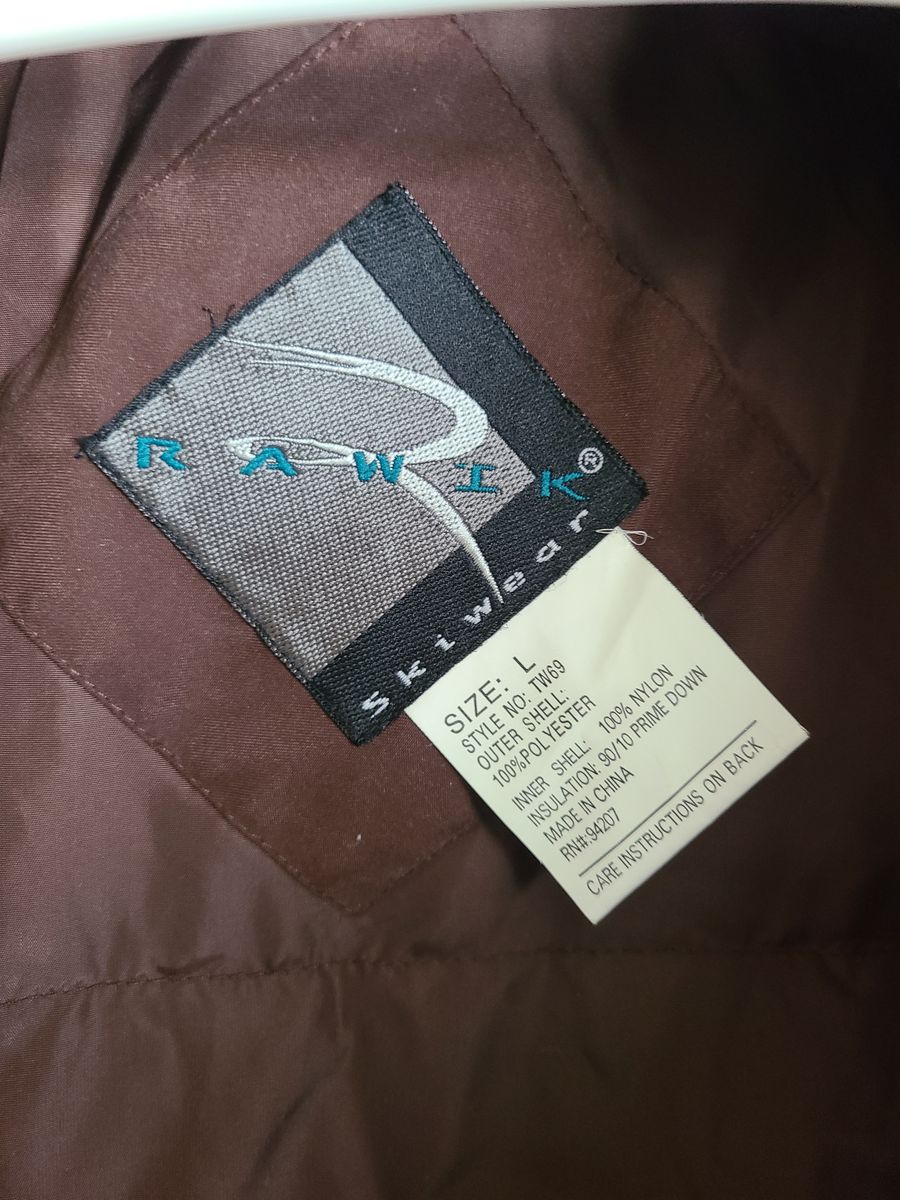 RAWIK®
Skiwear
SIZE: L
STYLE NO: TW69
OUTER SHELL:
100%POLYESTER
INNER SHELL: 100% NYLON
INSULATION: 90/10 PRIME DOWN
MADE IN CHINA
RN#:94207
CARE INSTRUCTIONS ON BACK